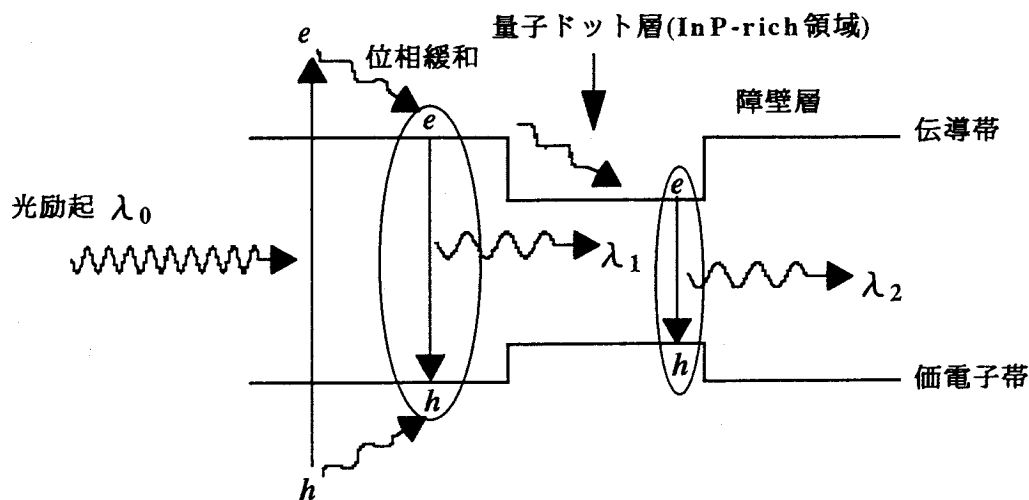 量子ドット層(InP-rich領域)
e
位相緩和
障壁層
e
伝導帯
e
光励起 λ0
λ1
λ2
h
価電子帯
h
h